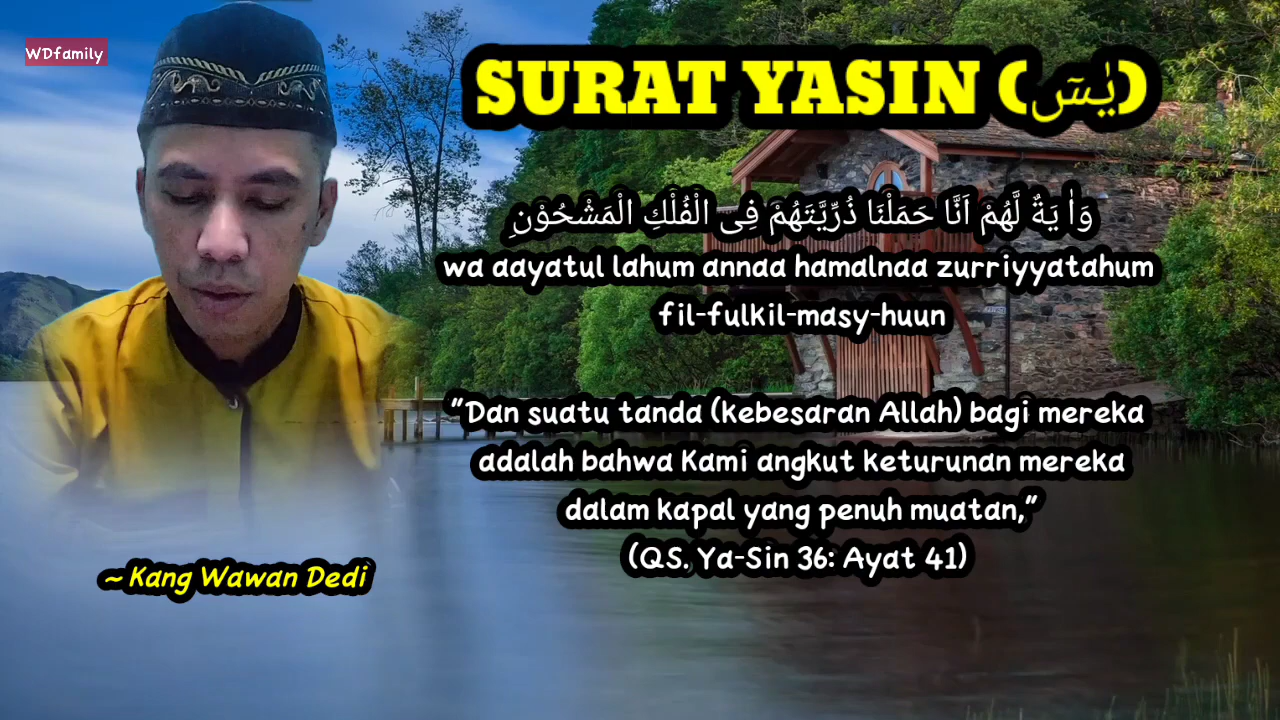 WDfamily
SURAT YASIN (يٰسۤ)
وَاٰ يَةٌ لَّهُمْ اَنَّا حَمَلْنَا ذُرِّيَّتَهُمْ فِى الْفُلْكِ الْمَشْحُوْنِ
wa aayatul lahum annaa hamalnaa zurriyyatahum
fil-fulkil-masy-huun
"Dan suatu tanda (kebesaran Allah) bagi mereka
adalah bahwa Kami angkut keturunan mereka
dalam kapal yang penuh muatan,"
(QS. Ya-Sin 36: Ayat 41)
~ Kang Wawan Dedi